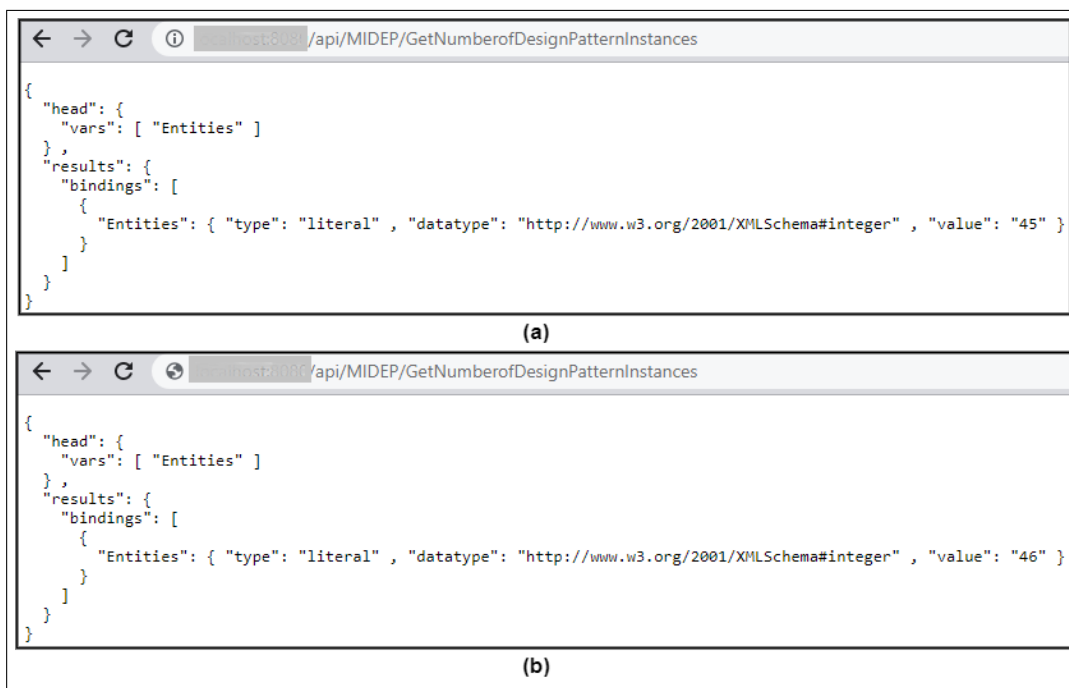 /api/MIDEP/GetNumberofDesignPatternInstances
{
"head": {
"vars": [ "Entities" ]
} ,
"results": {
"bindings": [
{
"Entities": { "type": "literal" , "datatype": "http://www.w3.org/2001/XMLSchema#integer" , "value": "45" }
}
]
}
}
(a)
/api/MIDEP/GetNumberofDesignPatternInstances
{
"head": {
"vars": [ "Entities" ]
} ,
"results": {
"bindings": [
{
"Entities": { "type": "literal" , "datatype": "http://www.w3.org/2001/XMLSchema#integer" , "value": "46" }
}
]
}
}
(b)